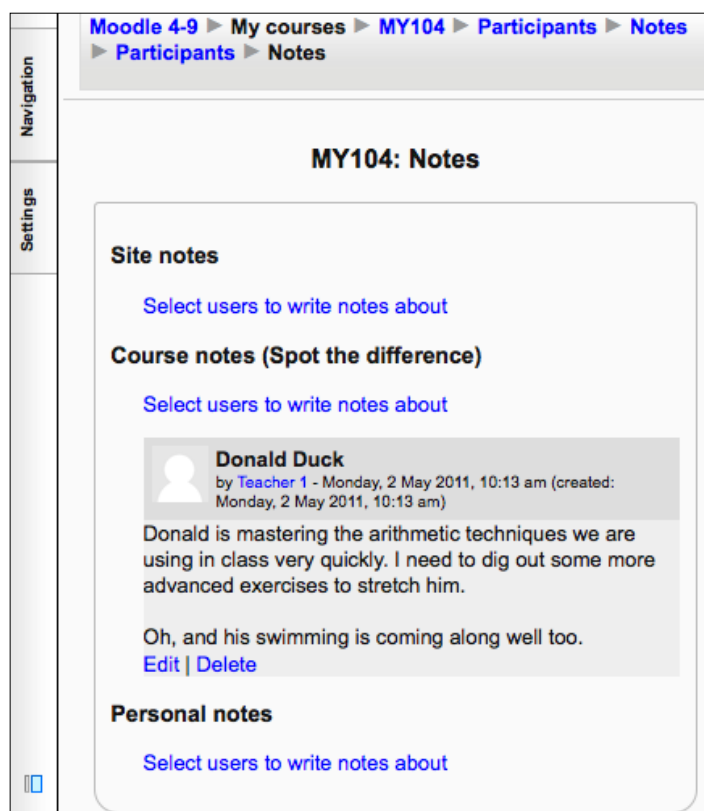 Moodle 4-9 ▶ My courses ▶ MY104 ▶ Participants ▶ Notes
▶ Participants ▶ Notes
Navigation
Settings
MY104: Notes
Site notes
Select users to write notes about
Course notes (Spot the difference)
Select users to write notes about
Donald Duck
by Teacher 1 - Monday, 2 May 2011, 10:13 am (created:
Monday, 2 May 2011, 10:13 am)
Donald is mastering the arithmetic techniques we are
using in class very quickly. I need to dig out some more
advanced exercises to stretch him.
Oh, and his swimming is coming along well too.
Edit | Delete
Personal notes
Select users to write notes about